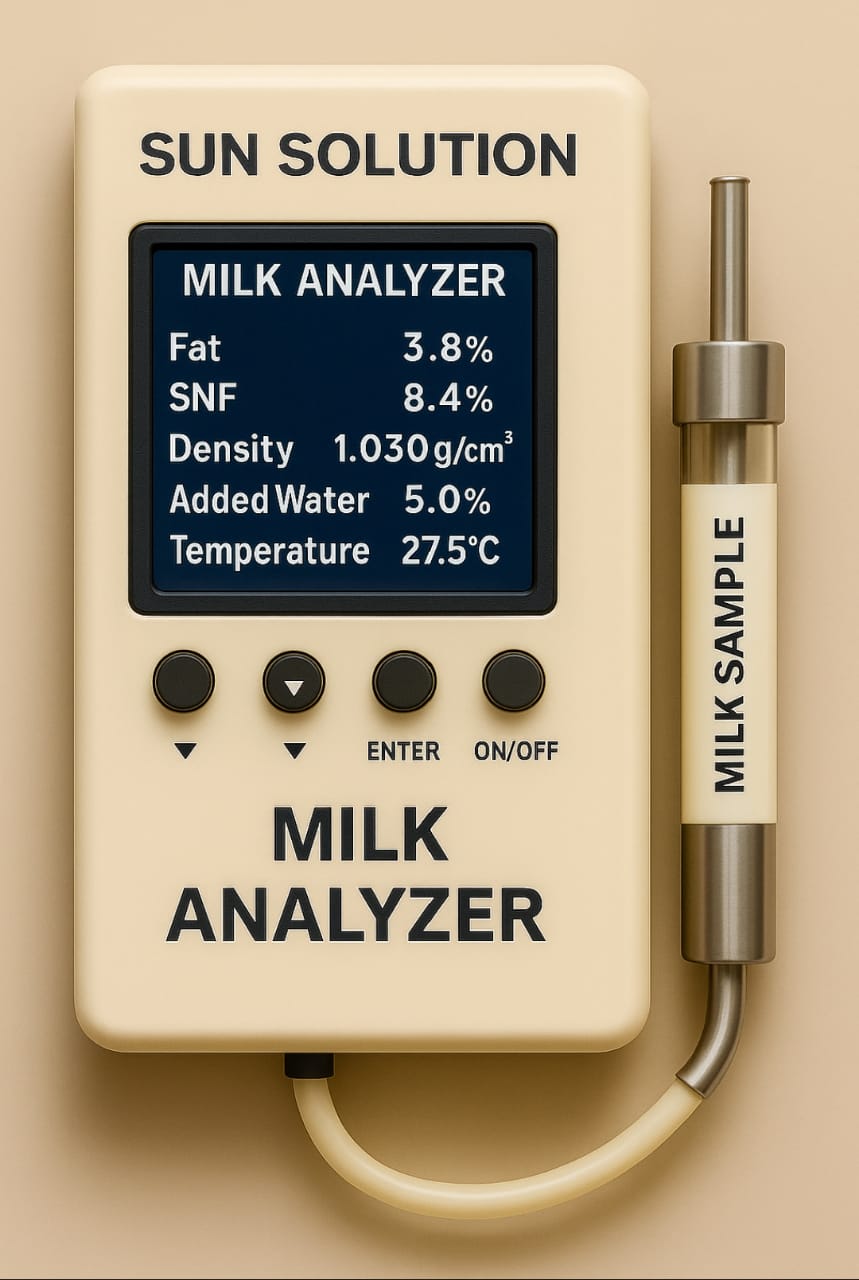 SUN SOLUTION
MILK ANALYZER
Fat 3.8%
SNF 8.4%
Density 1.030 g/cm³
Added Water 5.0%
Temperature 27.5°C
▼ ▼ ENTER ON/OFF
MILK
ANALYZER
MILK SAMPLE